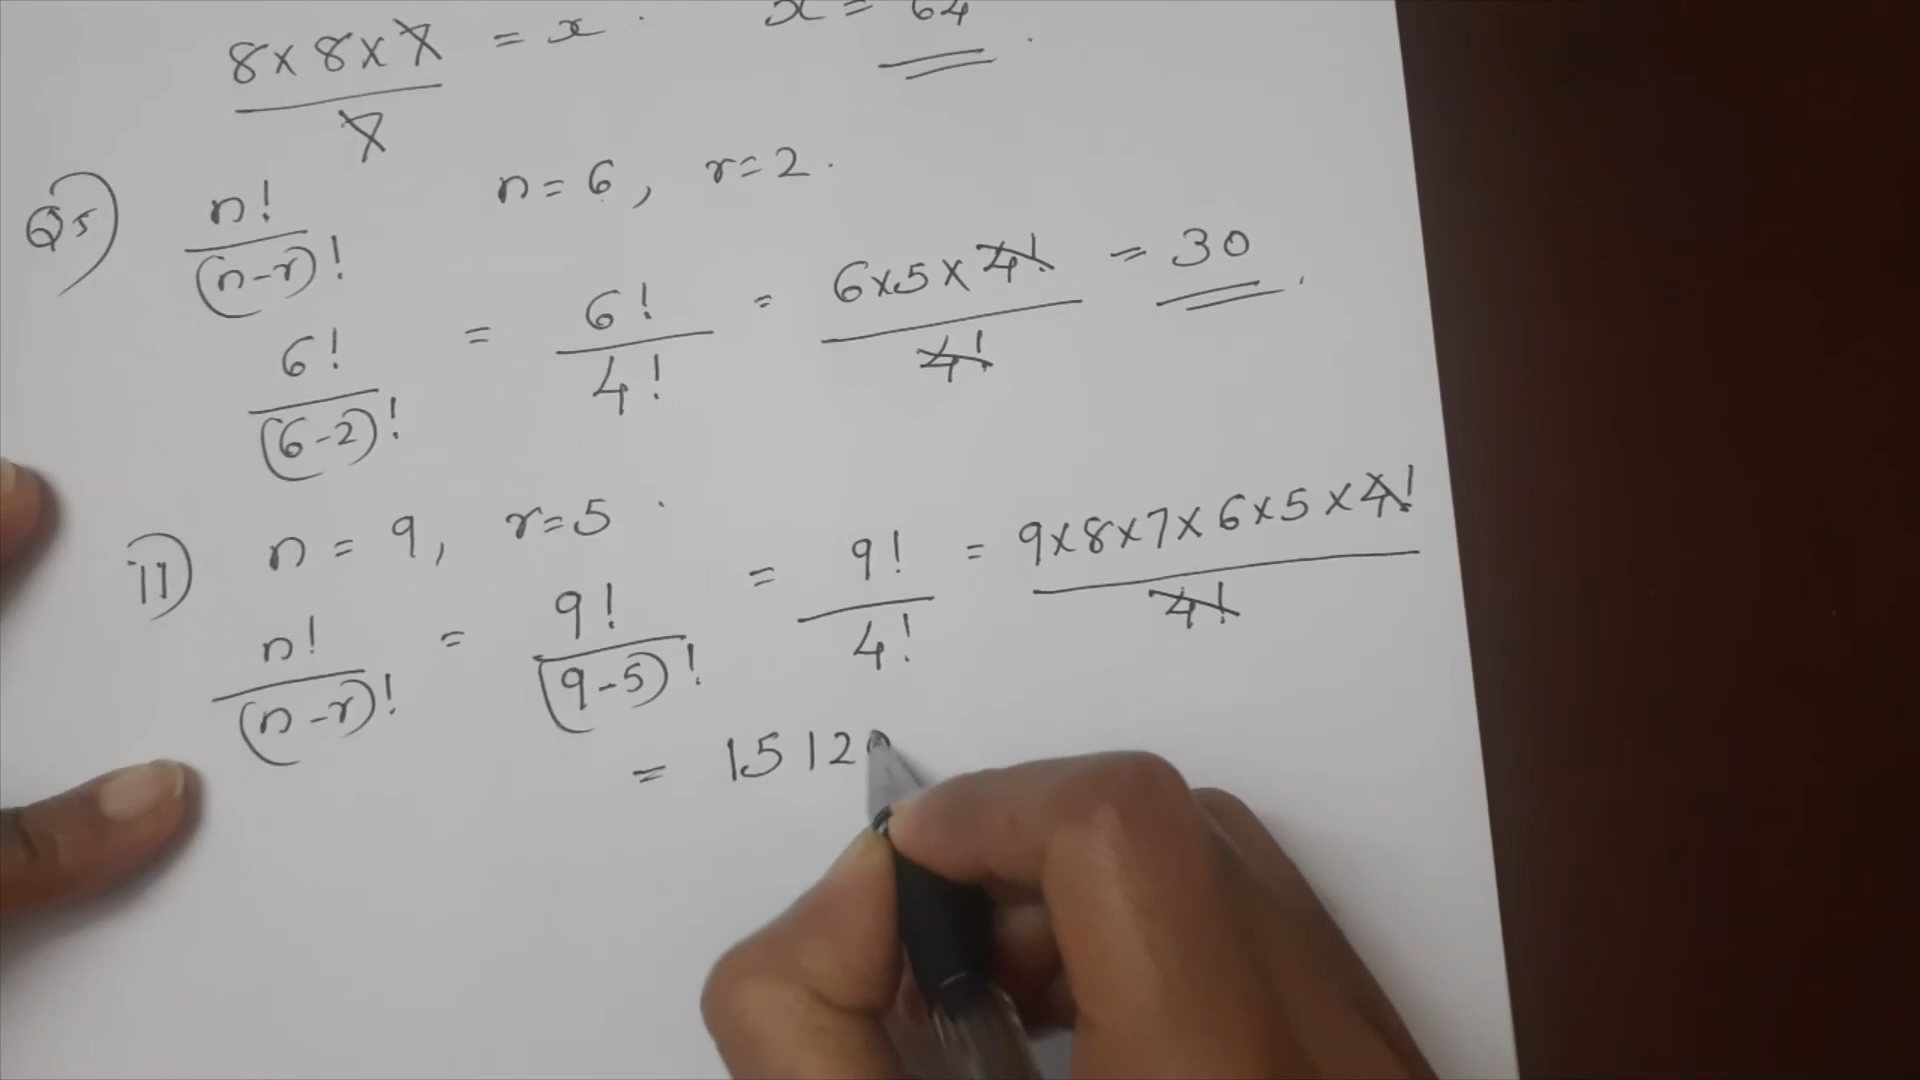 8×8×7/7 = x. x = 64.
Q5) n!/(n-r)! n=6, r=2.
6!/(6-2)! = 6!/4! = 6×5×4!/4! = 30.
ii) n=9, r=5.
n!/(n-r)! = 9!/(9-5)! = 9!/4! = 9×8×7×6×5×4!/4!
= 15120